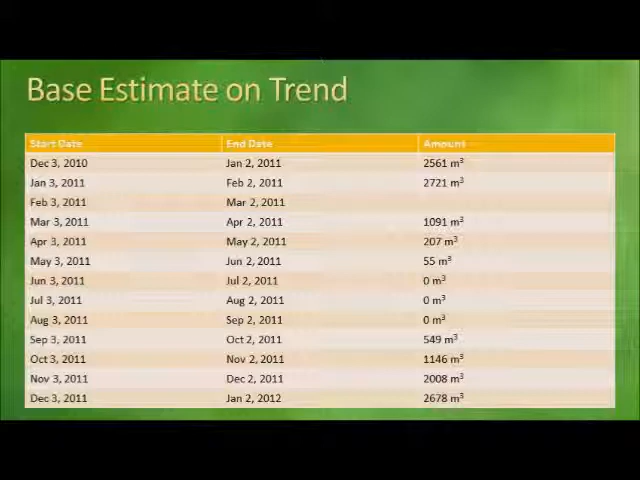 Base Estimate on Trend
Start Date End Date Amount
Dec 3, 2010 Jan 2, 2011 2561 m³
Jan 3, 2011 Feb 2, 2011 2721 m³
Feb 3, 2011 Mar 2, 2011
Mar 3, 2011 Apr 2, 2011 1091 m³
Apr 3, 2011 May 2, 2011 207 m³
May 3, 2011 Jun 2, 2011 55 m³
Jun 3, 2011 Jul 2, 2011 0 m³
Jul 3, 2011 Aug 2, 2011 0 m³
Aug 3, 2011 Sep 2, 2011 0 m³
Sep 3, 2011 Oct 2, 2011 549 m³
Oct 3, 2011 Nov 2, 2011 1146 m³
Nov 3, 2011 Dec 2, 2011 2008 m³
Dec 3, 2011 Jan 2, 2012 2678 m³